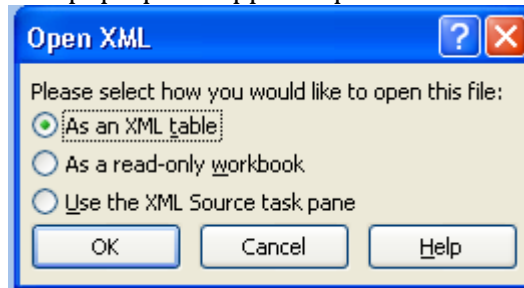 Open XML
Please select how you would like to open this file:
As an XML table
As a read-only workbook
Use the XML Source task pane
OK Cancel Help